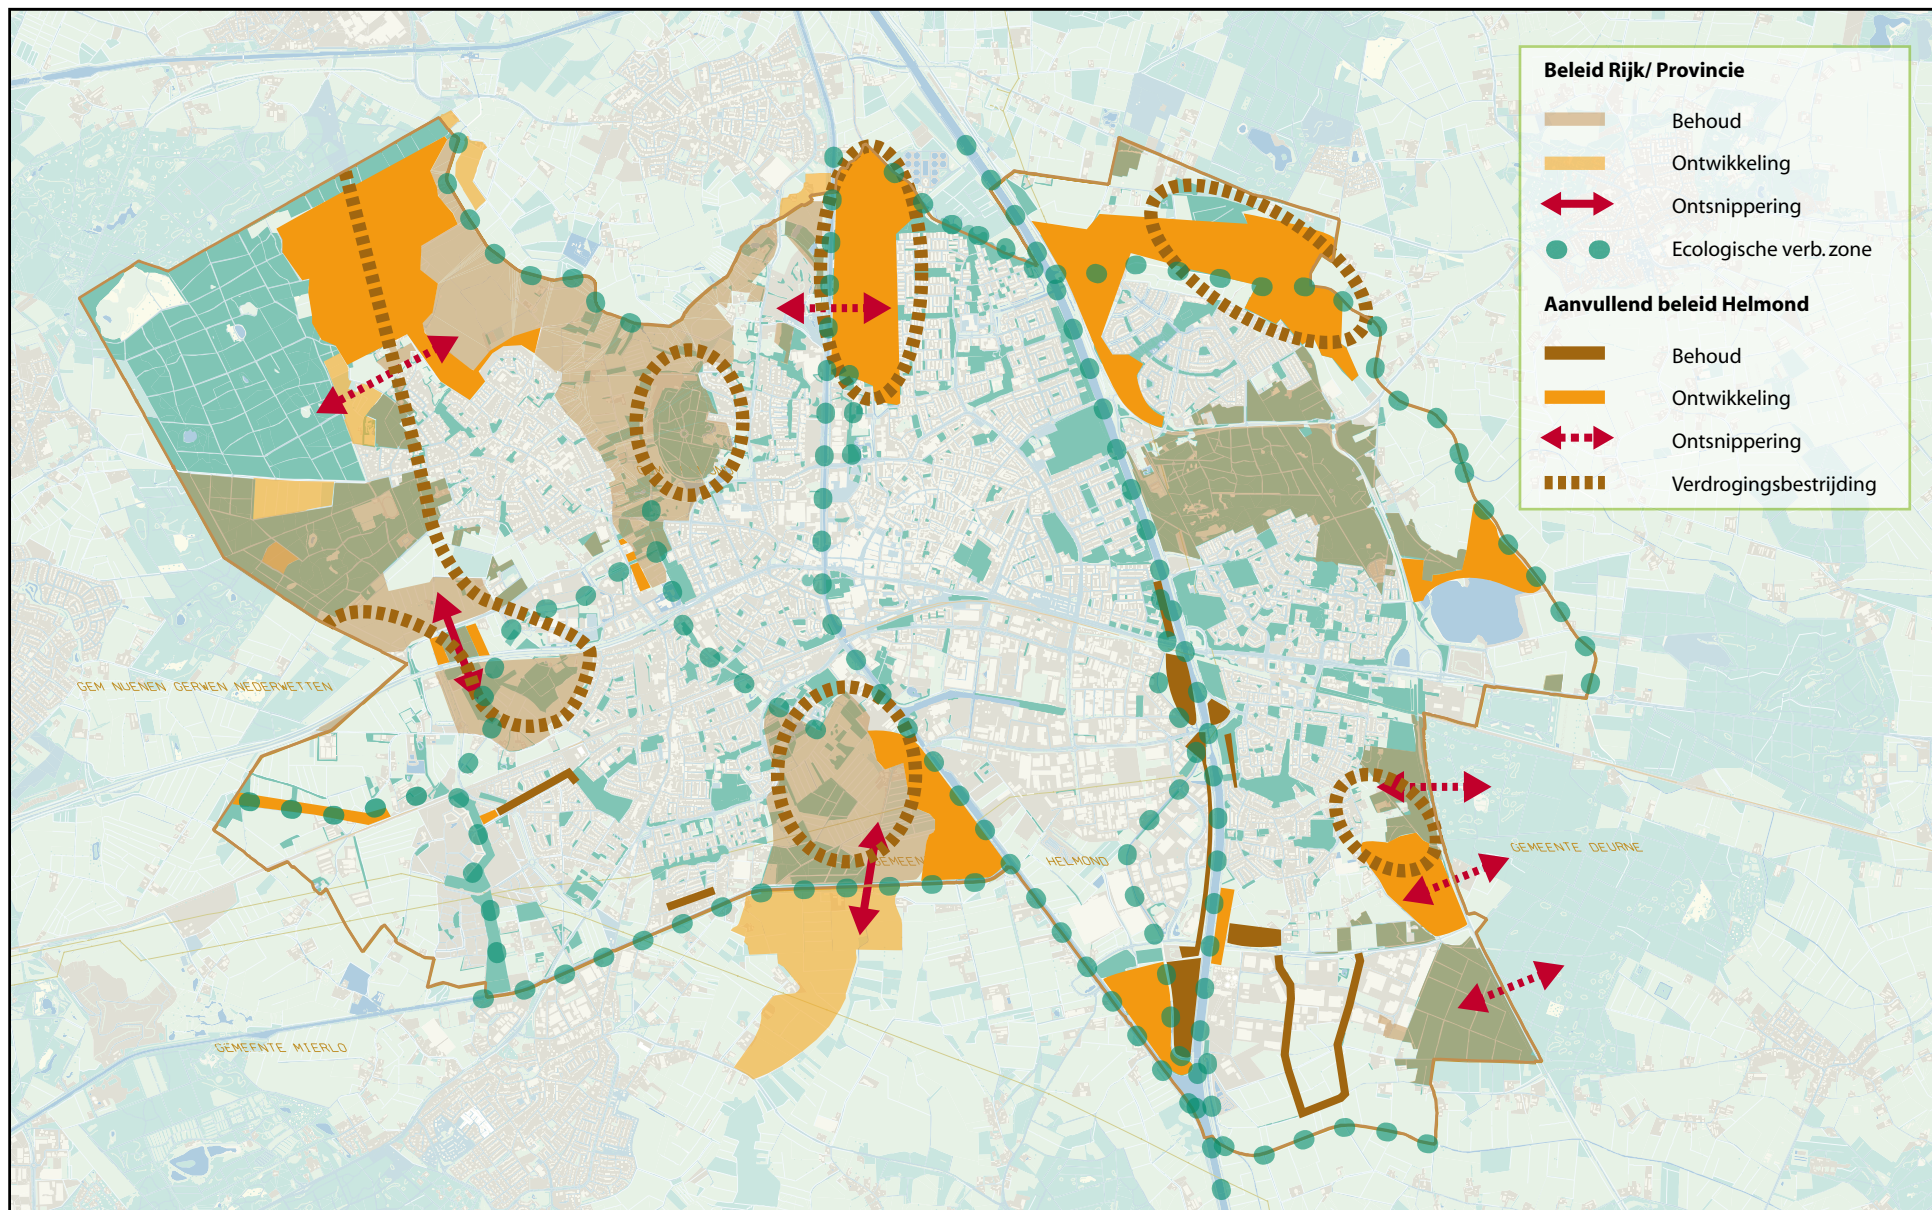 Beleid Rijk/ Provincie
Behoud
Ontwikkeling
Ontsnippering
Ecologische verb. zone
Aanvullend beleid Helmond
Behoud
Ontwikkeling
Ontsnippering
Verdrogingsbestrijding
GEM NUENEN GERWEN NEDERWETTEN
GEMEEN HELMOND
GEMEENTE DEURNE
GEMEENTE MIERLO